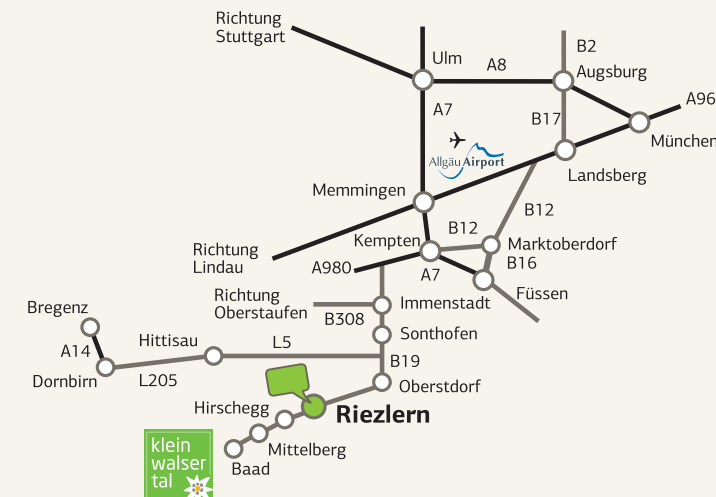 Richtung
Stuttgart
B2
Ulm
A8
Augsburg
A96
A7
B17
München
Allgäu Airport
Landsberg
Memmingen
B12
B12
Kempten
Marktoberdorf
Richtung
Lindau
A980
A7
B16
Füssen
Richtung
Oberstaufen
Immenstadt
B308
Bregenz
Sonthofen
Hittisau
L5
A14
B19
Dornbirn
L205
Oberstdorf
Hirschegg
Riezlern
klein
walser
tal
Mittelberg
Baad